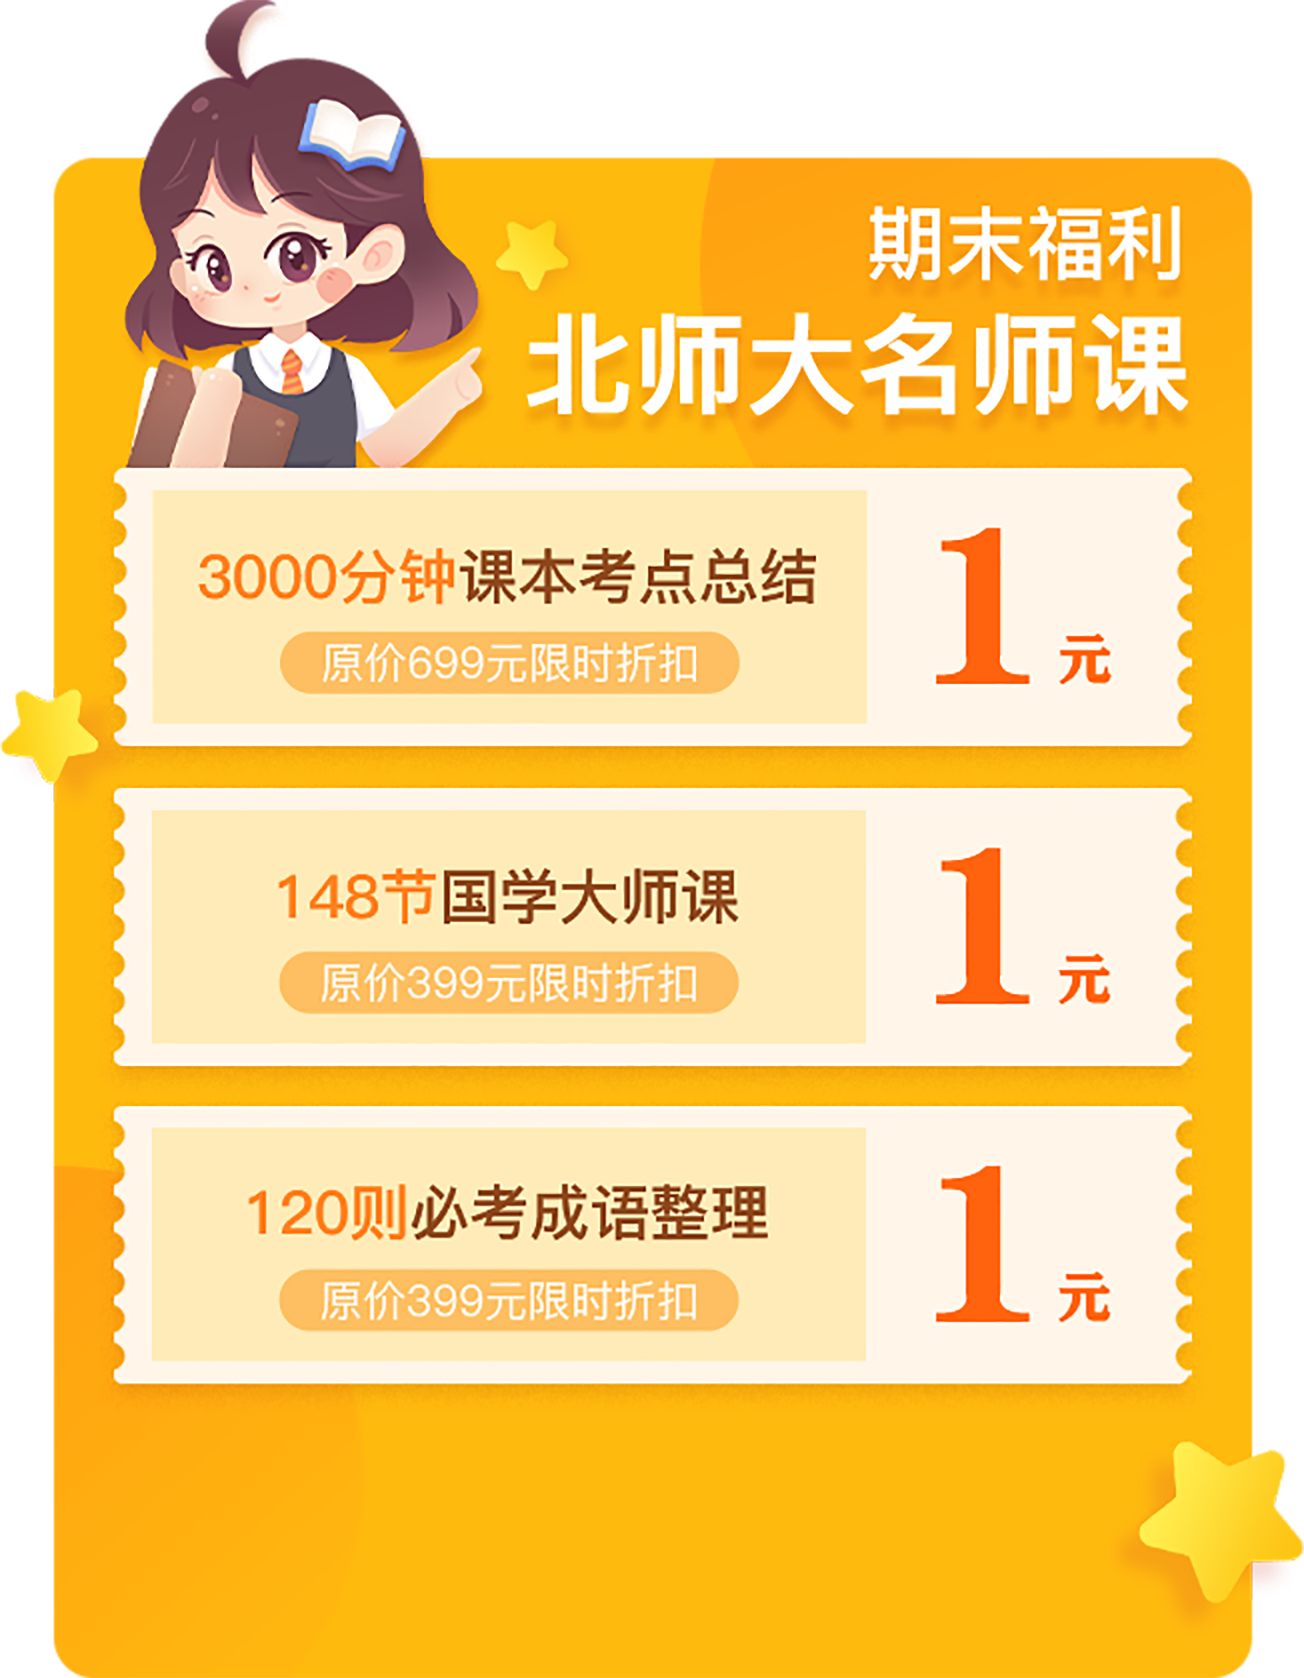 期末福利
北师大名师课
3000分钟课本考点总结
原价699元限时折扣
1元
148节国学大师课
原价399元限时折扣
1元
120则必考成语整理
原价399元限时折扣
1元